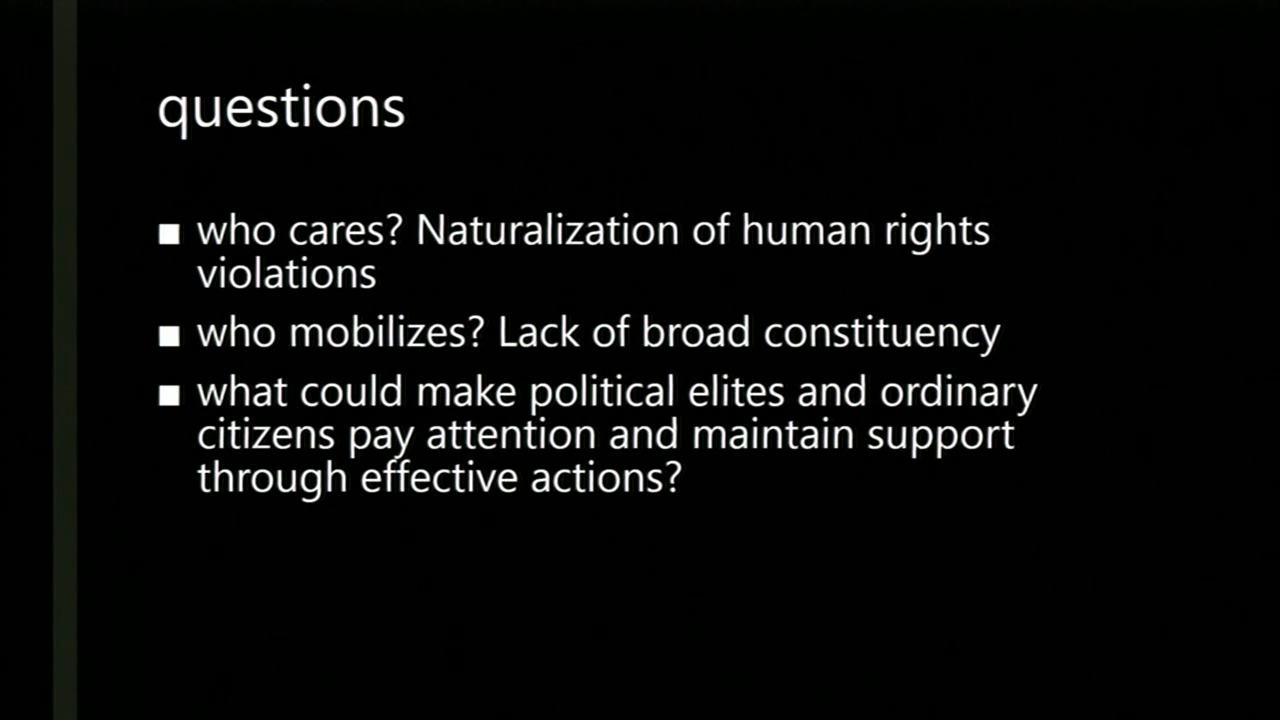 questions
■ who cares? Naturalization of human rights
violations
■ who mobilizes? Lack of broad constituency
■ what could make political elites and ordinary
citizens pay attention and maintain support
through effective actions?